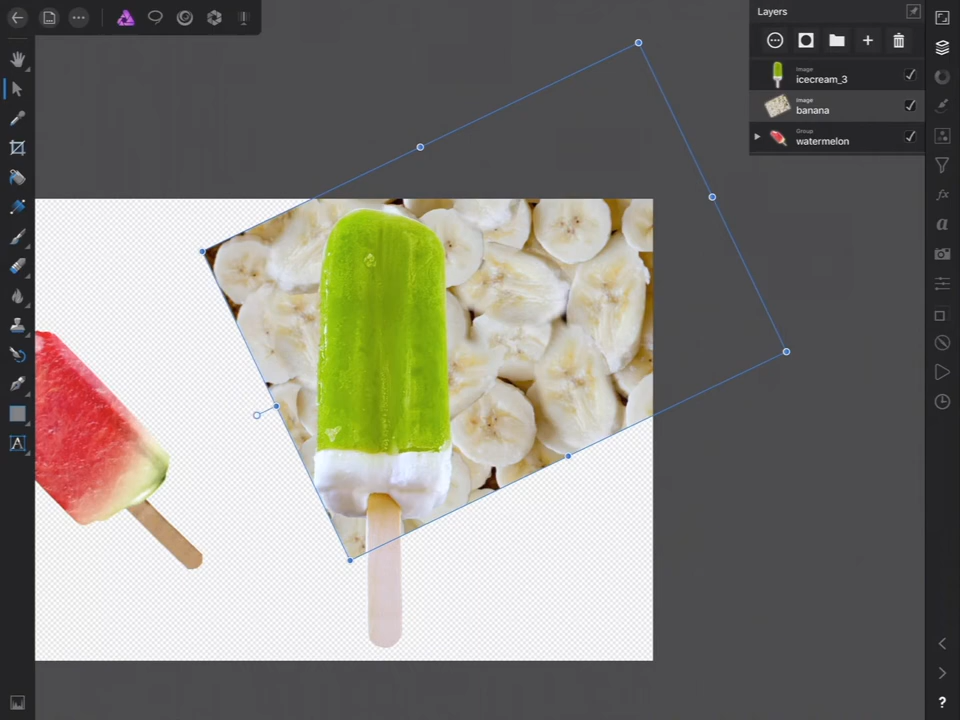 Layers
Image
icecream_3
Image
banana
Group
watermelon
fx
a
A
?